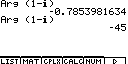 Arg (1-i)
-0.7853981634
Arg (1-i)
-45
LIST MAT CPLX CALC NUM ▷